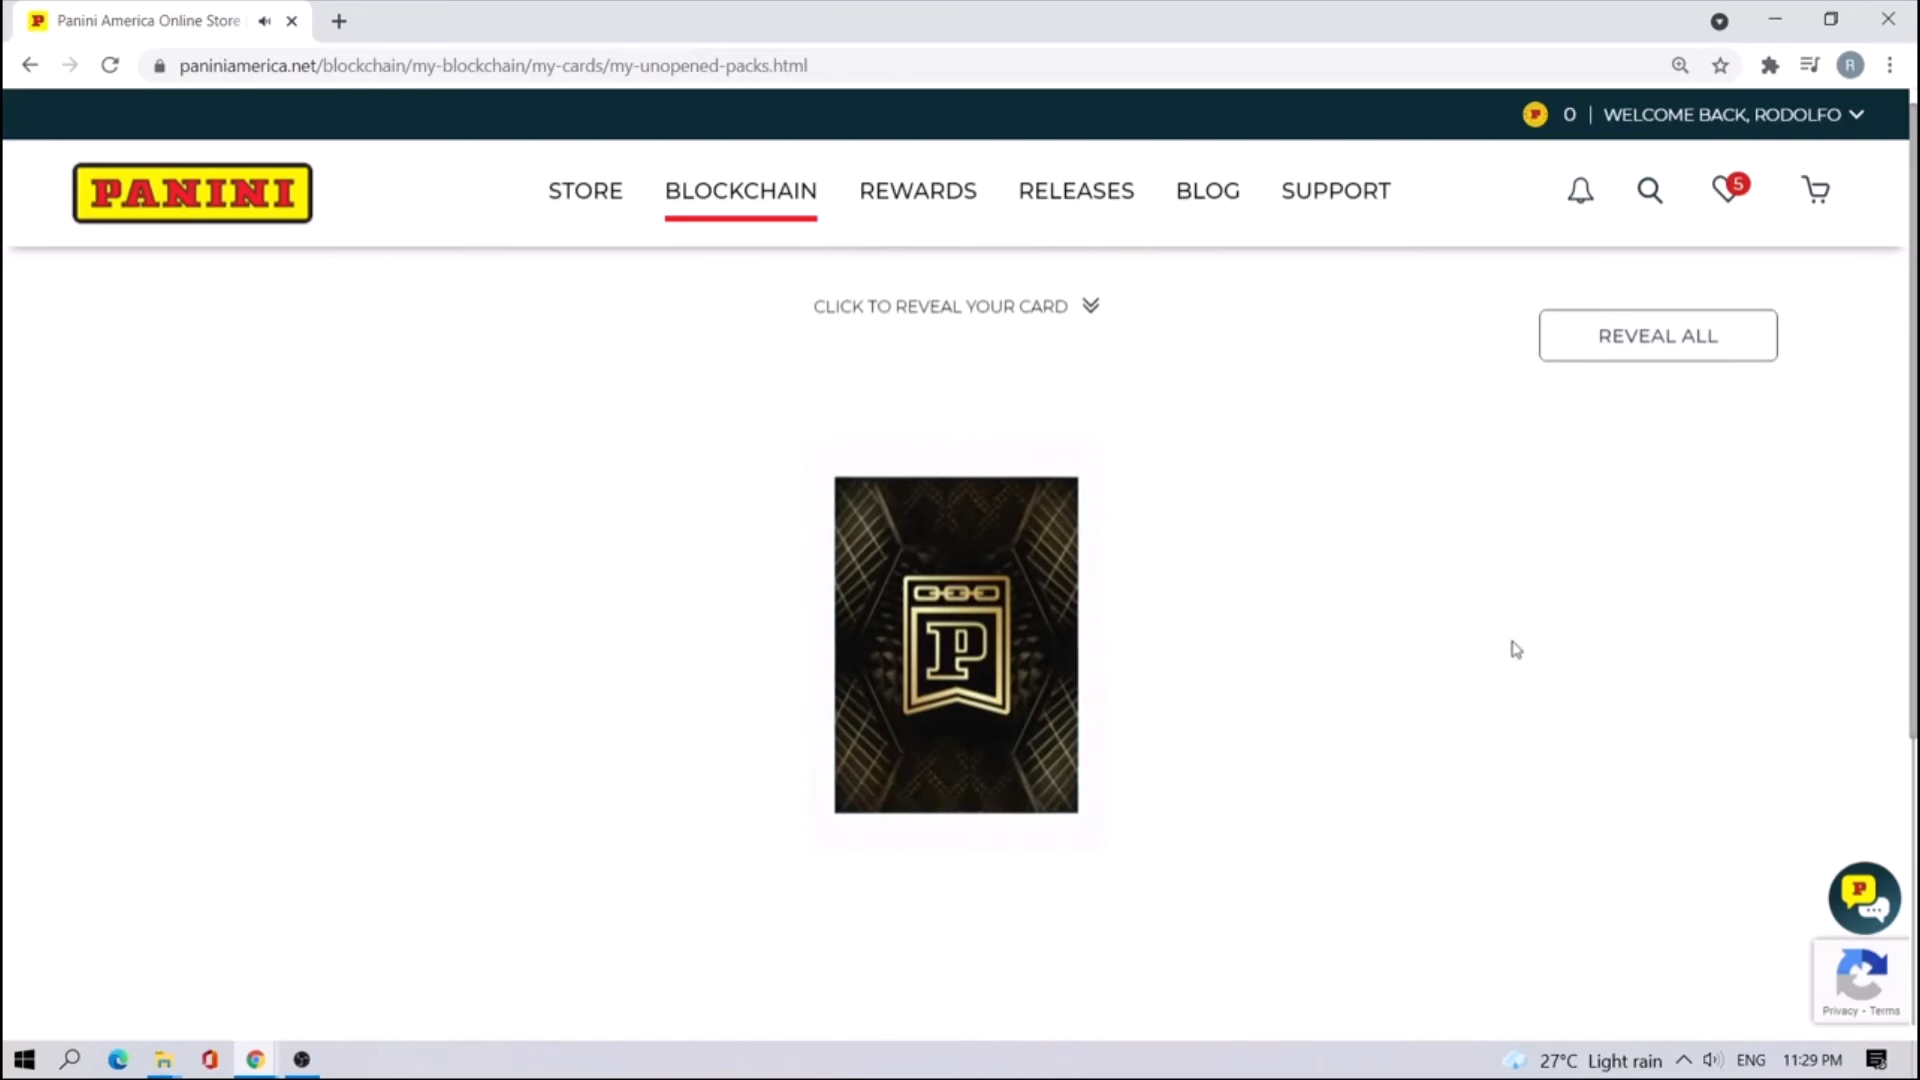 Panini America Online Store
paniniamerica.net/blockchain/my-blockchain/my-cards/my-unopened-packs.html
R
P 0 | WELCOME BACK, RODOLFO
PANINI
STORE BLOCKCHAIN REWARDS RELEASES BLOG SUPPORT
5
CLICK TO REVEAL YOUR CARD
REVEAL ALL
P
P
Privacy - Terms
27°C Light rain ENG 11:29 PM